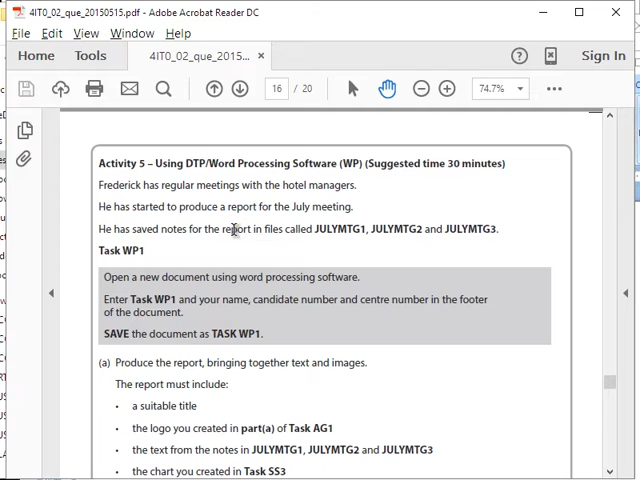 4IT0_02_que_20150515.pdf - Adobe Acrobat Reader DC
File Edit View Window Help
Home Tools 4IT0_02_que_2015... × Sign In
16 / 20 74.7%
Activity 5 – Using DTP/Word Processing Software (WP) (Suggested time 30 minutes)
Frederick has regular meetings with the hotel managers.
He has started to produce a report for the July meeting.
He has saved notes for the report in files called JULYMTG1, JULYMTG2 and JULYMTG3.
Task WP1
Open a new document using word processing software.
Enter Task WP1 and your name, candidate number and centre number in the footer
of the document.
SAVE the document as TASK WP1.
(a) Produce the report, bringing together text and images.
The report must include:
• a suitable title
• the logo you created in part(a) of Task AG1
• the text from the notes in JULYMTG1, JULYMTG2 and JULYMTG3
• the chart you created in Task SS3